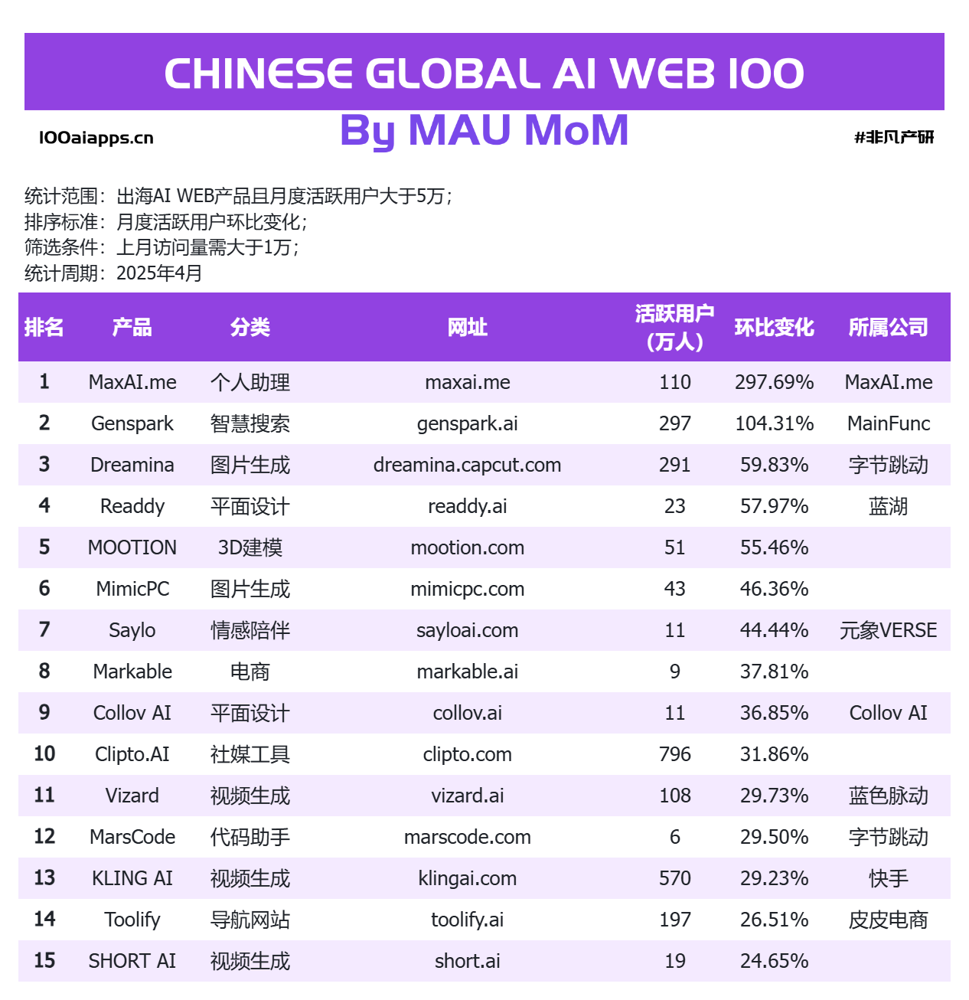 CHINESE GLOBAL AI WEB 100
By MAU MoM
100aiapps.cn
#非凡产研
统计范围：出海AI WEB产品且月度活跃用户大于5万；
排序标准：月度活跃用户环比变化；
筛选条件：上月访问量需大于1万；
统计周期：2025年4月
排名 产品 分类 网址 活跃用户（万人） 环比变化 所属公司
1 MaxAI.me 个人助理 maxai.me 110 297.69% MaxAI.me
2 Genspark 智慧搜索 genspark.ai 297 104.31% MainFunc
3 Dreamina 图片生成 dreamina.capcut.com 291 59.83% 字节跳动
4 Readdy 平面设计 readdy.ai 23 57.97% 蓝湖
5 MOOTION 3D建模 mootion.com 51 55.46%
6 MimicPC 图片生成 mimicpc.com 43 46.36%
7 Saylo 情感陪伴 sayloai.com 11 44.44% 元象VERSE
8 Markable 电商 markable.ai 9 37.81%
9 Collov AI 平面设计 collov.ai 11 36.85% Collov AI
10 Clipto.AI 社媒工具 clipto.com 796 31.86%
11 Vizard 视频生成 vizard.ai 108 29.73% 蓝色脉动
12 MarsCode 代码助手 marscode.com 6 29.50% 字节跳动
13 KLING AI 视频生成 klingai.com 570 29.23% 快手
14 Toolify 导航网站 toolify.ai 197 26.51% 皮皮电商
15 SHORT AI 视频生成 short.ai 19 24.65%